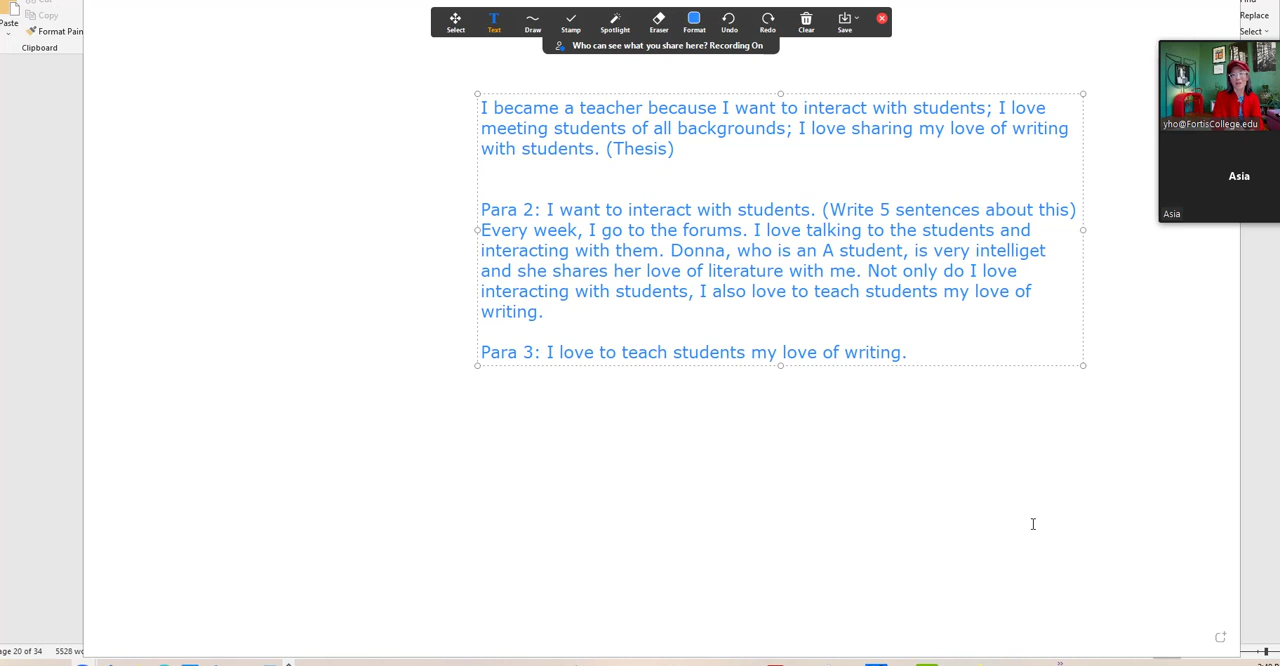 Paste
Copy
Format Pain
Clipboard
Select
Text
Draw
Stamp
Spotlight
Eraser
Format
Undo
Redo
Clear
Save
Who can see what you share here? Recording On
Replace
Select
yho@FortisCollege.edu
Asia
Asia
I became a teacher because I want to interact with students; I love
meeting students of all backgrounds; I love sharing my love of writing
with students. (Thesis)
Para 2: I want to interact with students. (Write 5 sentences about this)
Every week, I go to the forums. I love talking to the students and
interacting with them. Donna, who is an A student, is very intelliget
and she shares her love of literature with me. Not only do I love
interacting with students, I also love to teach students my love of
writing.
Para 3: I love to teach students my love of writing.
age 20 of 34 5528 wo